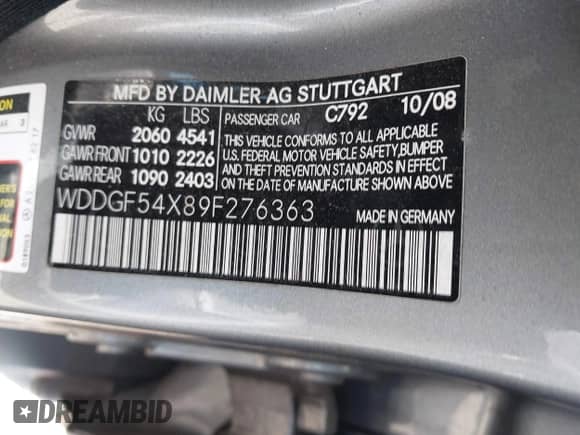 MFD BY DAIMLER AG STUTTGART
KG LBS
GVWR 2060 4541
GAWR FRONT 1010 2226
GAWR REAR 1090 2403
PASSENGER CAR C792 10/08
THIS VEHICLE CONFORMS TO ALL APPLICABLE
U.S. FEDERAL MOTOR VEHICLE SAFETY, BUMPER
AND THEFT PREVENTION STANDARDS IN EFFECT
ON THE DATE OF MANUFACTURE SHOWN ABOVE.
WDDGF54X89F276363
MADE IN GERMANY
DREAMBID